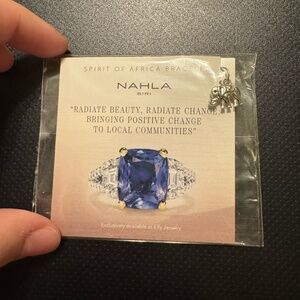 SPIRIT OF AFRICA BRACELET
NAHLA
"RADIATE BEAUTY, RADIATE CHANGE,
BRINGING POSITIVE CHANGE
TO LOCAL COMMUNITIES"
Exclusively available at Effy Jewelry